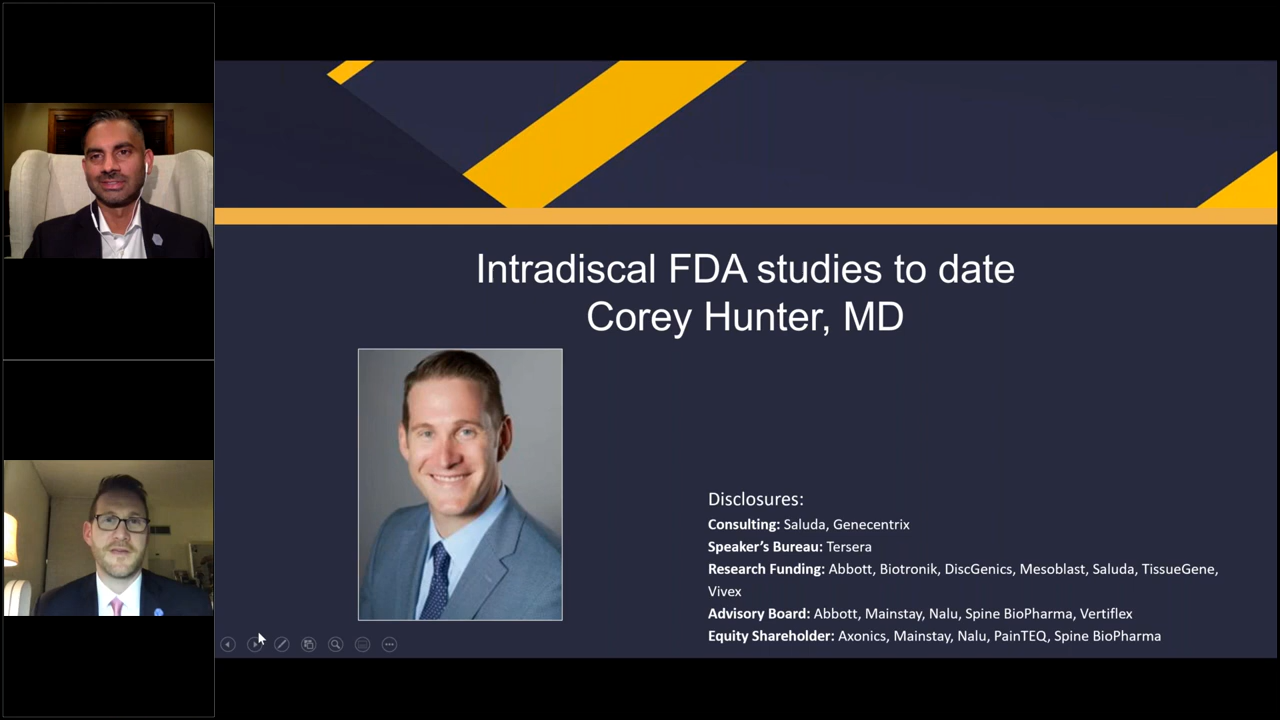 Intradiscal FDA studies to date
Corey Hunter, MD
Disclosures:
Consulting: Saluda, Genecentrix
Speaker's Bureau: Tersera
Research Funding: Abbott, Biotronik, DiscGenics, Mesoblast, Saluda, TissueGene,
Vivex
Advisory Board: Abbott, Mainstay, Nalu, Spine BioPharma, Vertiflex
Equity Shareholder: Axonics, Mainstay, Nalu, PainTEQ, Spine BioPharma